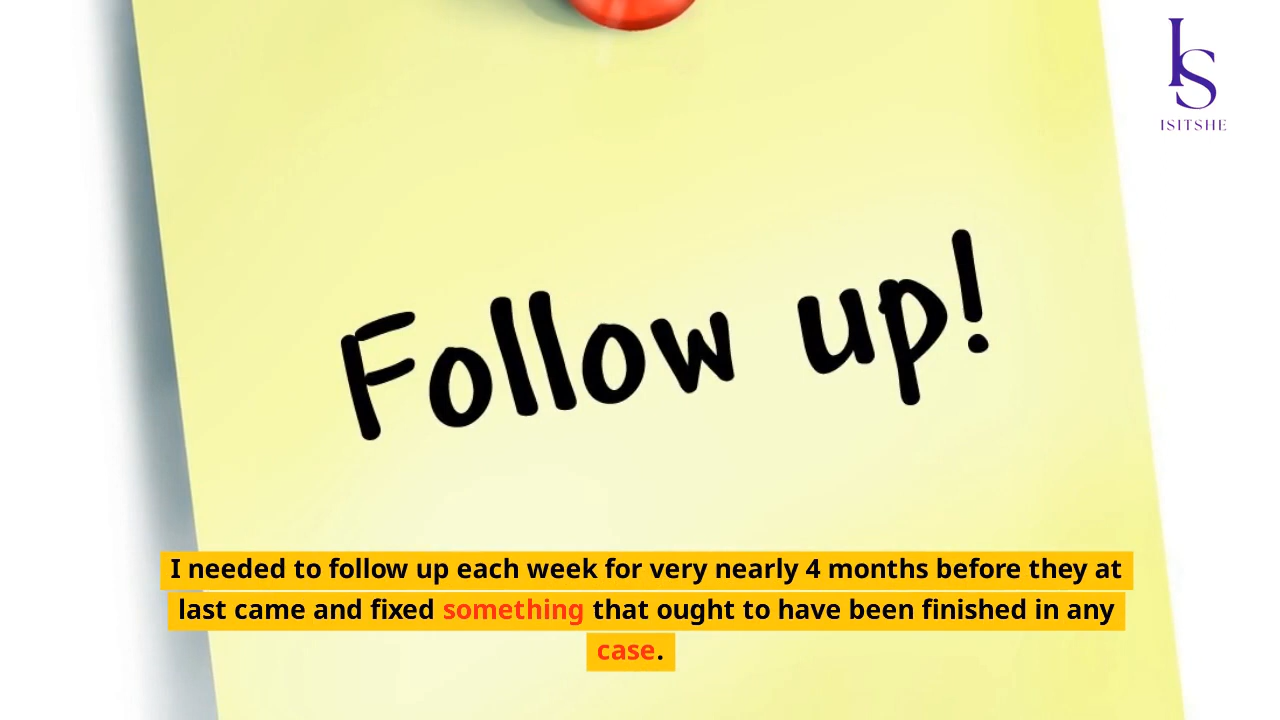 IS
ISITSHE
Follow up!
I needed to follow up each week for very nearly 4 months before they at
last came and fixed something that ought to have been finished in any
case.